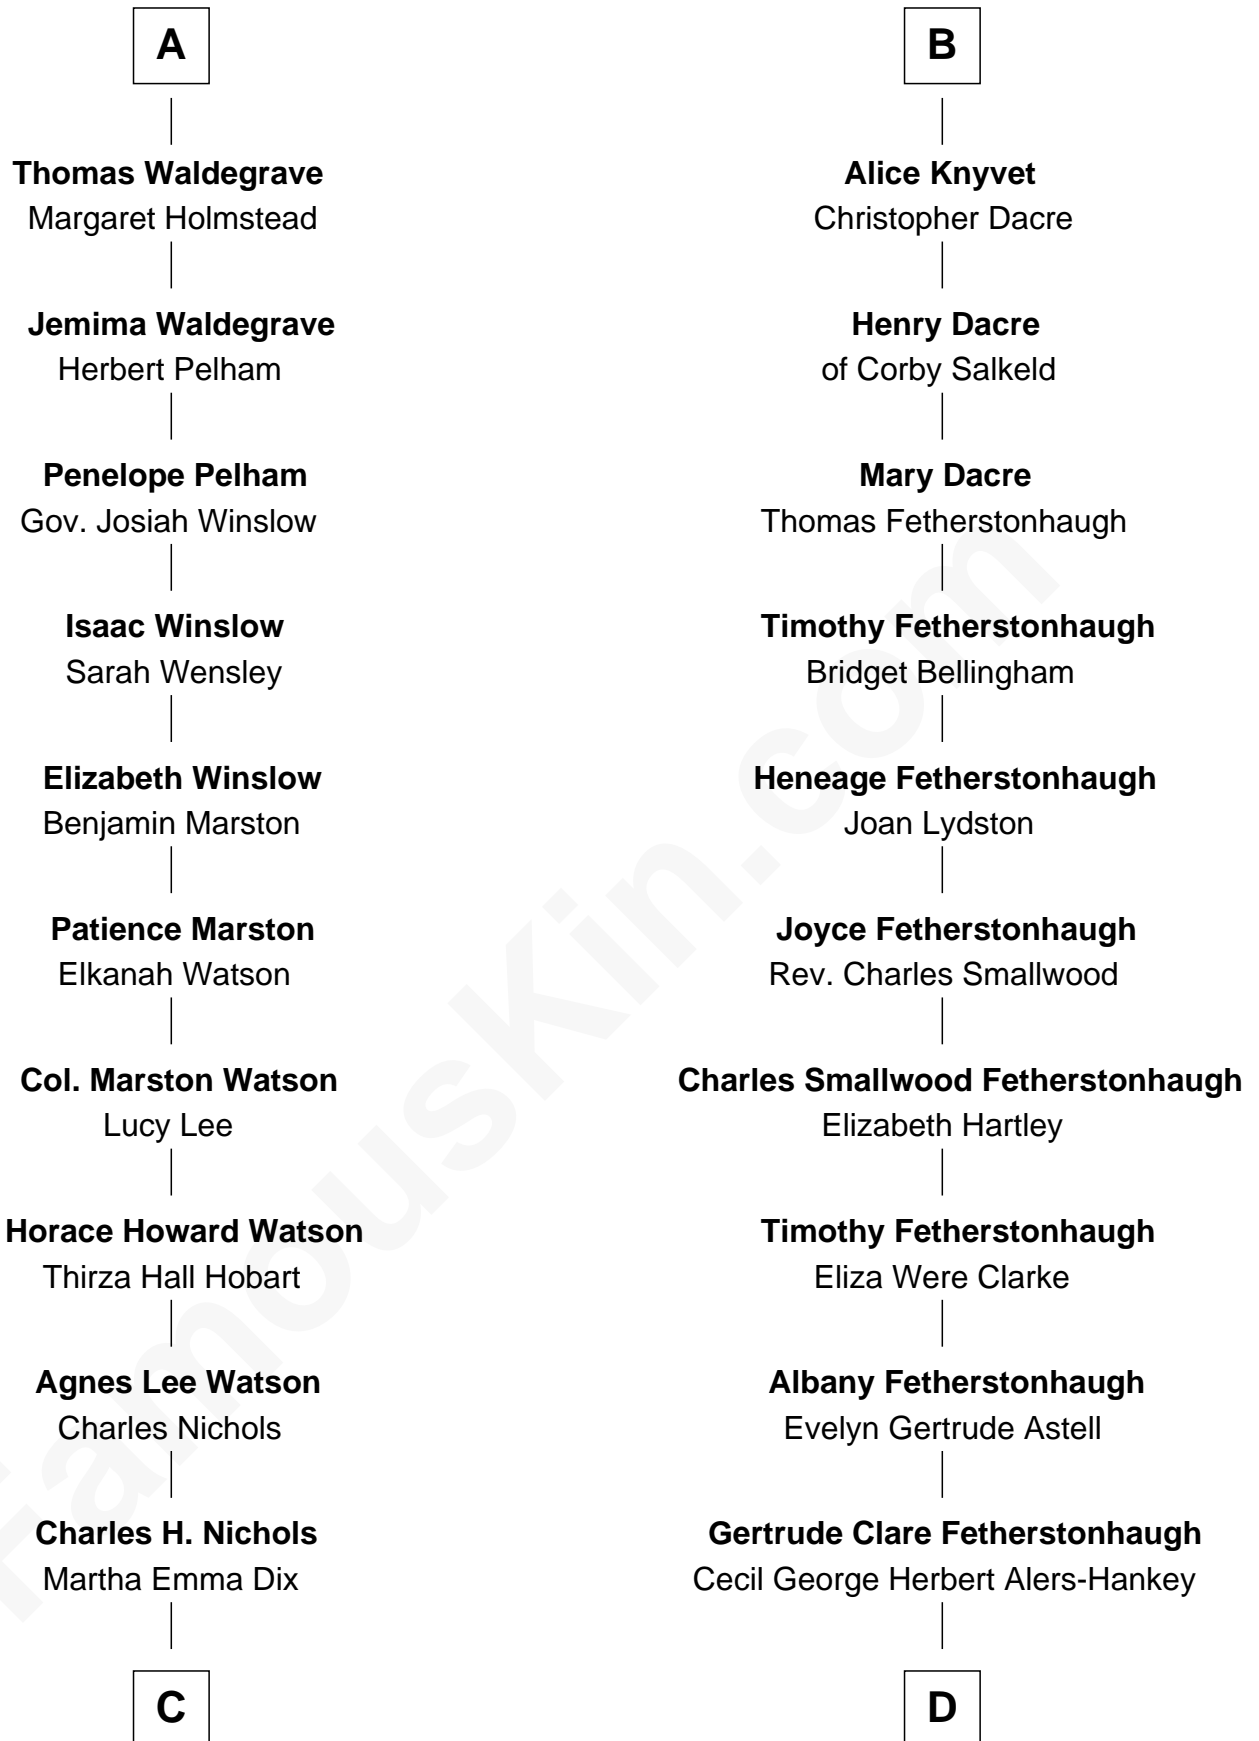 A
Thomas Waldegrave
Margaret Holmstead
Jemima Waldegrave
Herbert Pelham
Penelope Pelham
Gov. Josiah Winslow
Isaac Winslow
Sarah Wensley
Elizabeth Winslow
Benjamin Marston
Patience Marston
Elkanah Watson
Col. Marston Watson
Lucy Lee
Horace Howard Watson
Thirza Hall Hobart
Agnes Lee Watson
Charles Nichols
Charles H. Nichols
Martha Emma Dix
C
B
Alice Knyvet
Christopher Dacre
Henry Dacre
of Corby Salkeld
Mary Dacre
Thomas Fetherstonhaugh
Timothy Fetherstonhaugh
Bridget Bellingham
Heneage Fetherstonhaugh
Joan Lydston
Joyce Fetherstonhaugh
Rev. Charles Smallwood
Charles Smallwood Fetherstonhaugh
Elizabeth Hartley
Timothy Fetherstonhaugh
Eliza Were Clarke
Albany Fetherstonhaugh
Evelyn Gertrude Astell
Gertrude Clare Fetherstonhaugh
Cecil George Herbert Alers-Hankey
D
FamousKin.com